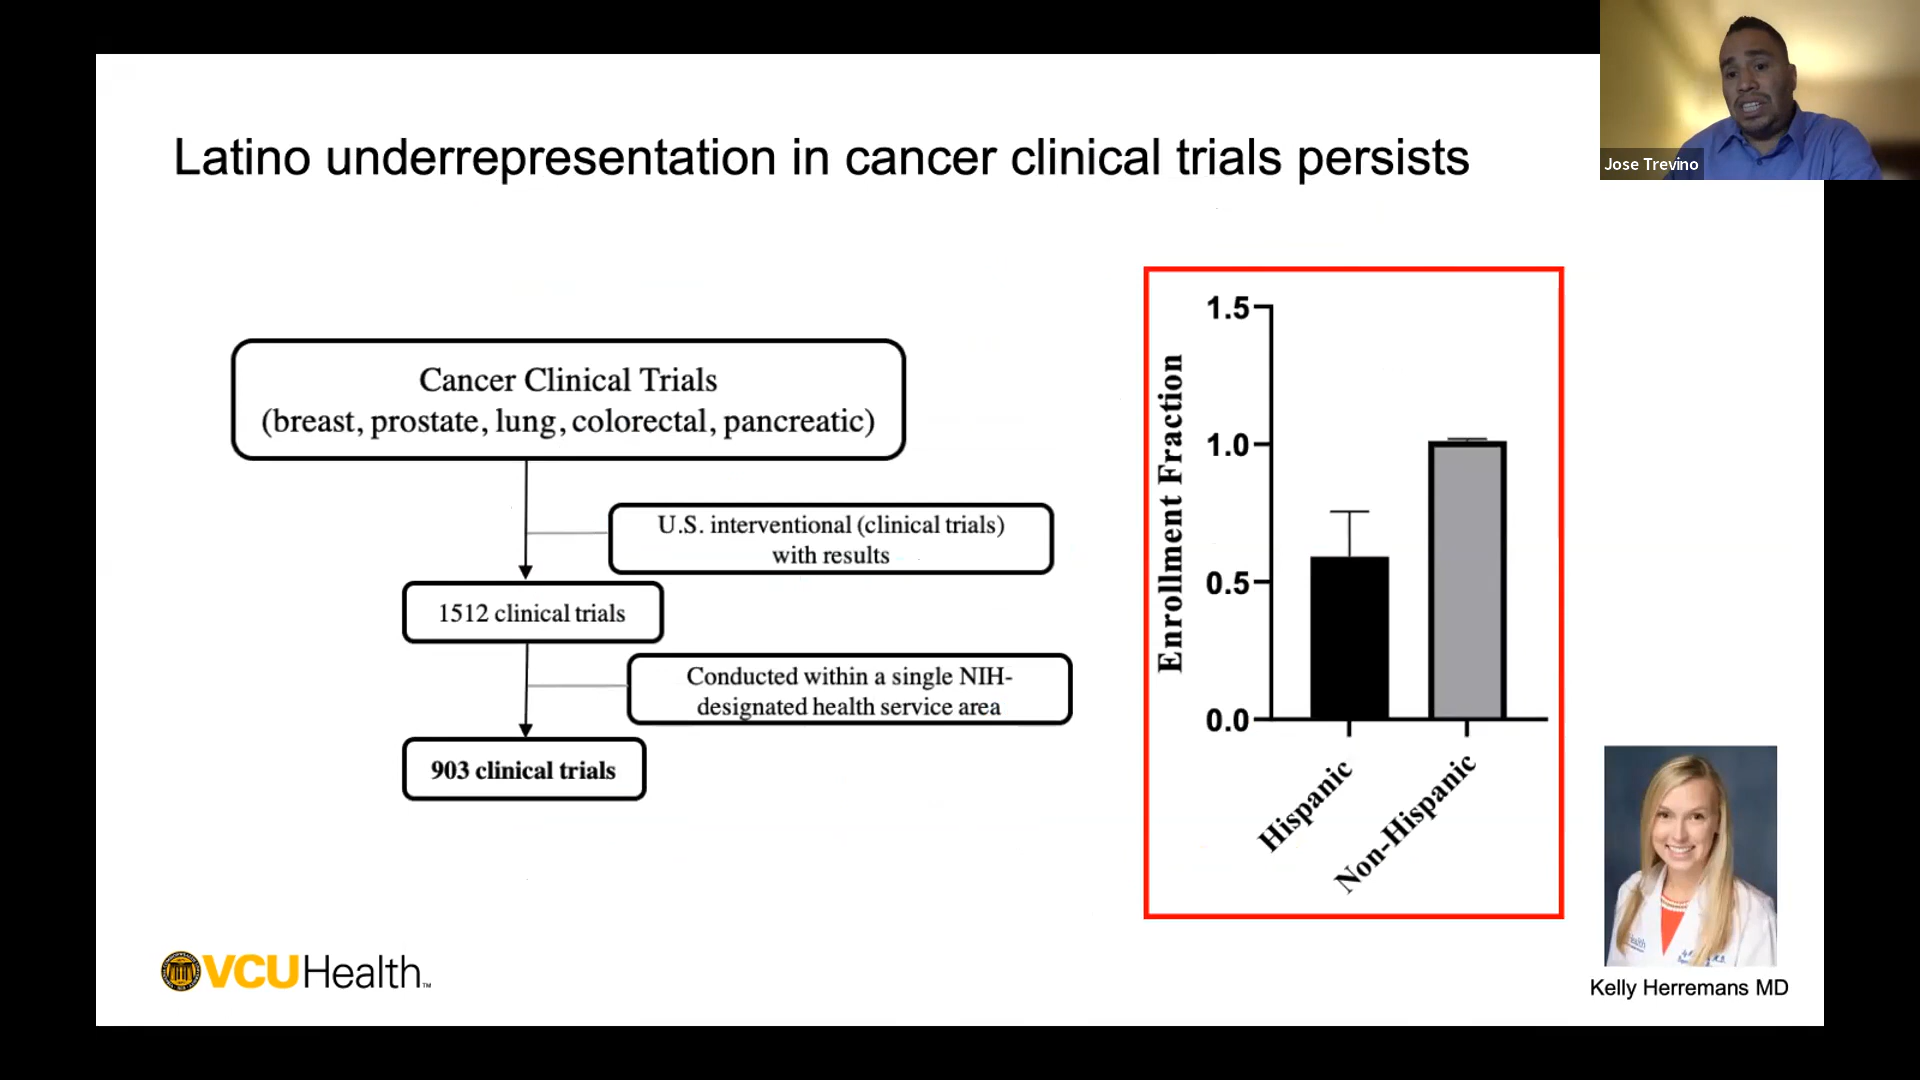 Jose Trevino
Latino underrepresentation in cancer clinical trials persists
Cancer Clinical Trials
(breast, prostate, lung, colorectal, pancreatic)
U.S. interventional (clinical trials)
with results
1512 clinical trials
Conducted within a single NIH-
designated health service area
903 clinical trials
Enrollment Fraction
1.5
1.0
0.5
0.0
Hispanic
Non-Hispanic
VCUHealth™
Kelly Herremans MD